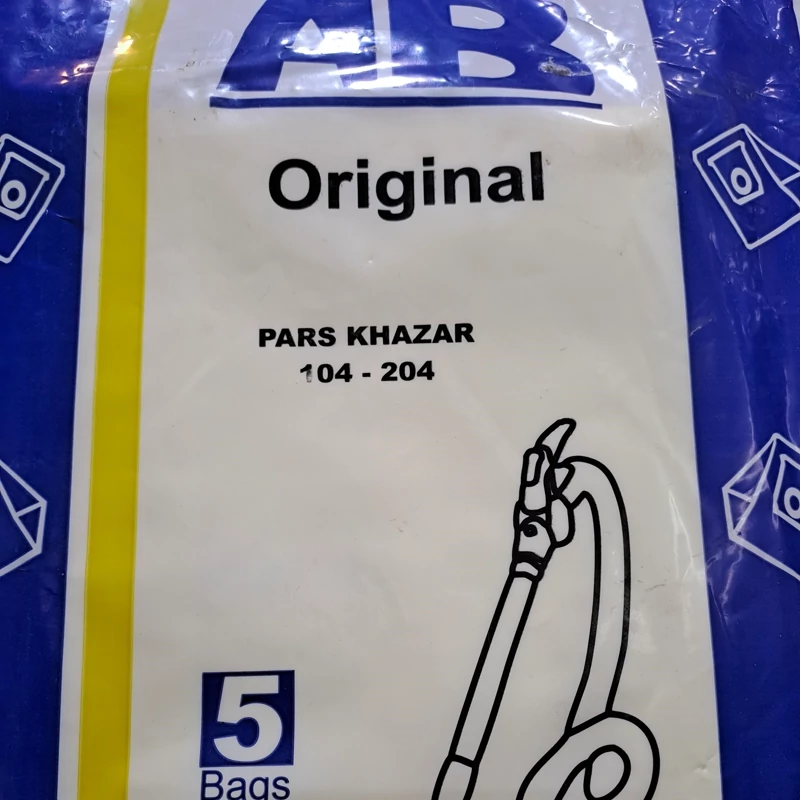 AB
Original
PARS KHAZAR
104 - 204
5
Bags